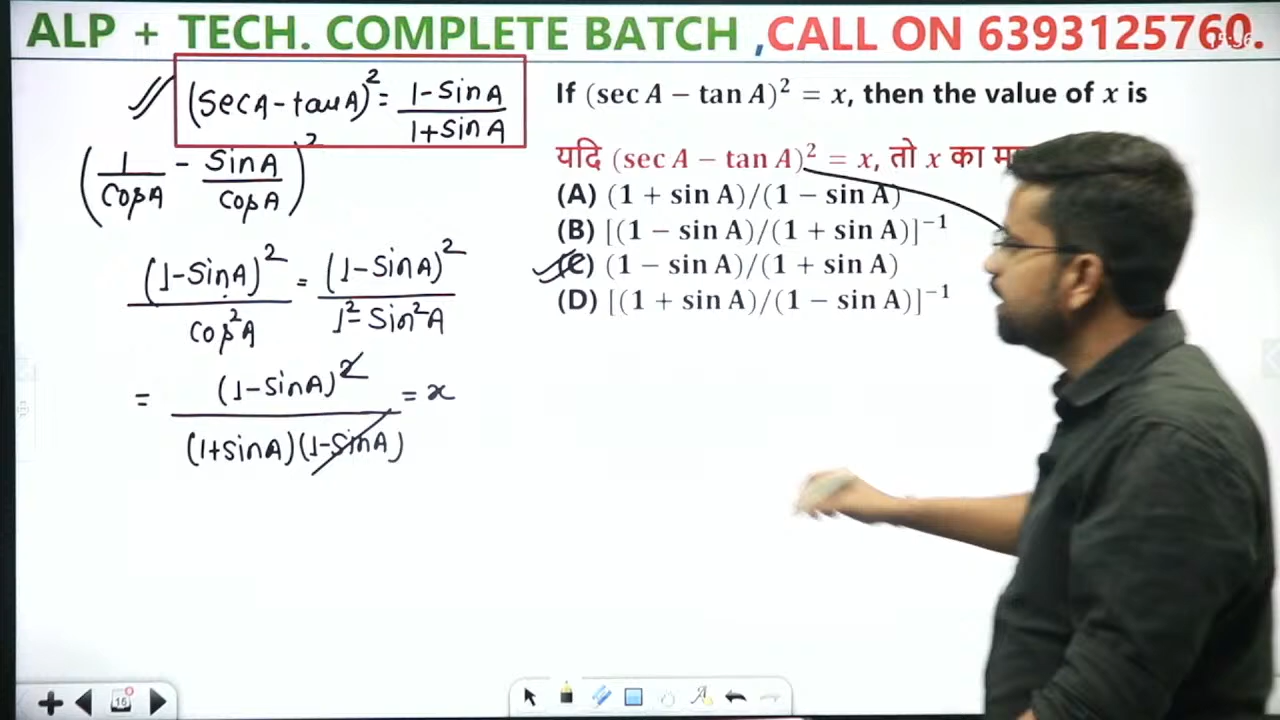 ALP + TECH. COMPLETE BATCH ,CALL ON 6393125760.
(SecA-tanA)² = 1-SinA / 1+SinA
(1/CosA - SinA/CosA)²
(1-SinA)² / Cos²A = (1-SinA)² / 1²-Sin²A
= (1-SinA)² / (1+SinA)(1-SinA) = x
If (sec A − tan A)² = x, then the value of x is
यदि (sec A − tan A)² = x, तो x का
(A) (1 + sin A)/(1 − sin A)
(B) [(1 − sin A)/(1 + sin A)]⁻¹
(C) (1 − sin A)/(1 + sin A)
(D) [(1 + sin A)/(1 − sin A)]⁻¹
16